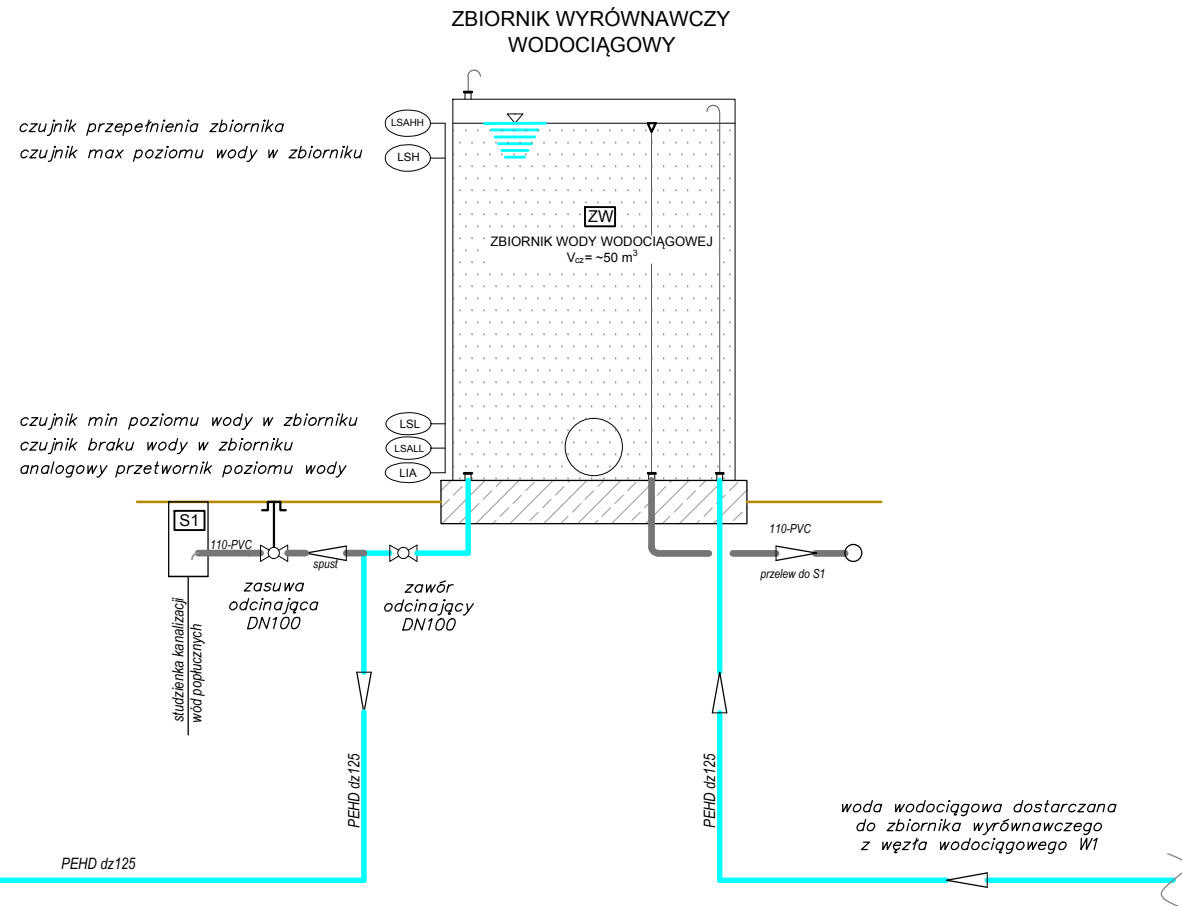 ZBIORNIK WYRÓWNAWCZY
WODOCIĄGOWY
czujnik przepełnienia zbiornika
LSAHH
czujnik max poziomu wody w zbiorniku
LSH
ZW
ZBIORNIK WODY WODOCIĄGOWEJ
Vcz= ~50 m³
czujnik min poziomu wody w zbiorniku
LSL
czujnik braku wody w zbiorniku
LSALL
analogowy przetwornik poziomu wody
LIA
S1
110-PVC
spust
110-PVC
przelew do S1
zasuwa
odcinająca
DN100
zawór
odcinający
DN100
studzienka kanalizacji
wód popłucznych
PEHD dz125
PEHD dz125
woda wodociągowa dostarczana
do zbiornika wyrównawczego
z węzła wodociągowego W1
PEHD dz125